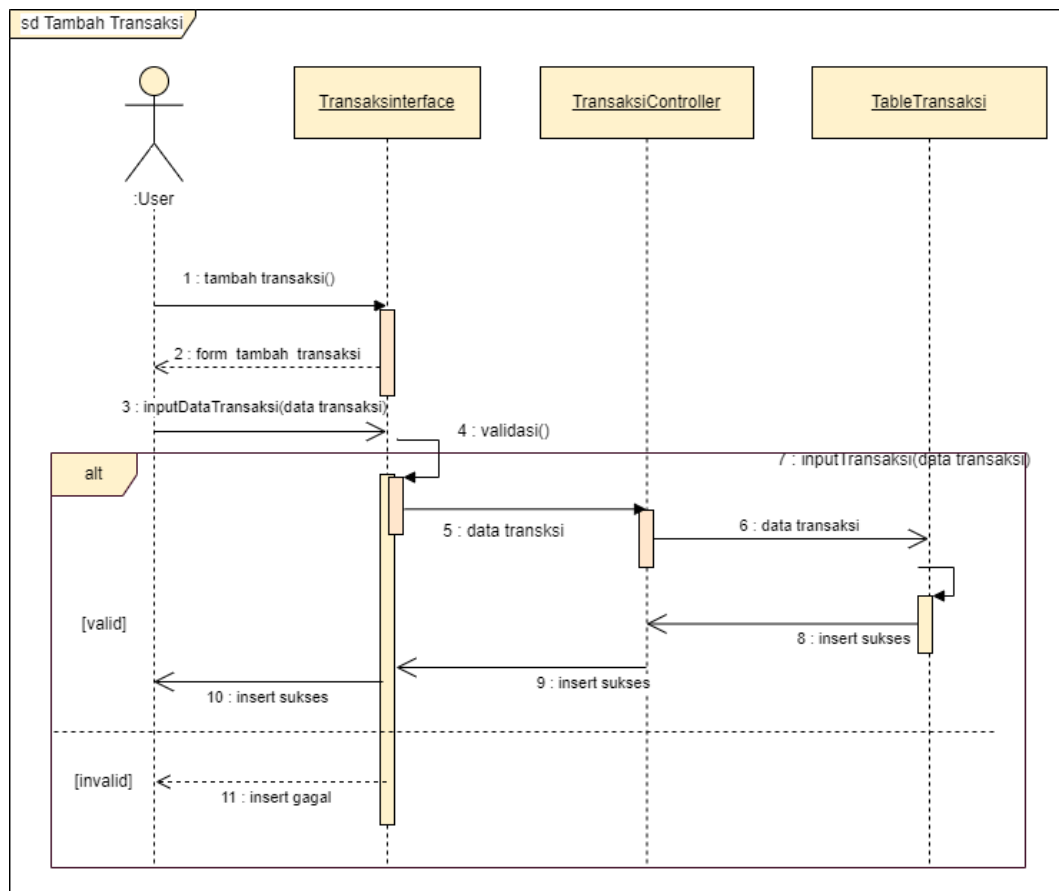 sd Tambah Transaksi
Transaksinterface
TransaksiController
TableTransaksi
:User
1 : tambah transaksi()
2 : form tambah transaksi
3 : inputDataTransaksi(data transaksi)
4 : validasi()
alt
7 : inputTransaksi(data transaksi)
5 : data transksi
6 : data transaksi
[valid]
8 : insert sukses
9 : insert sukses
10 : insert sukses
[invalid]
11 : insert gagal